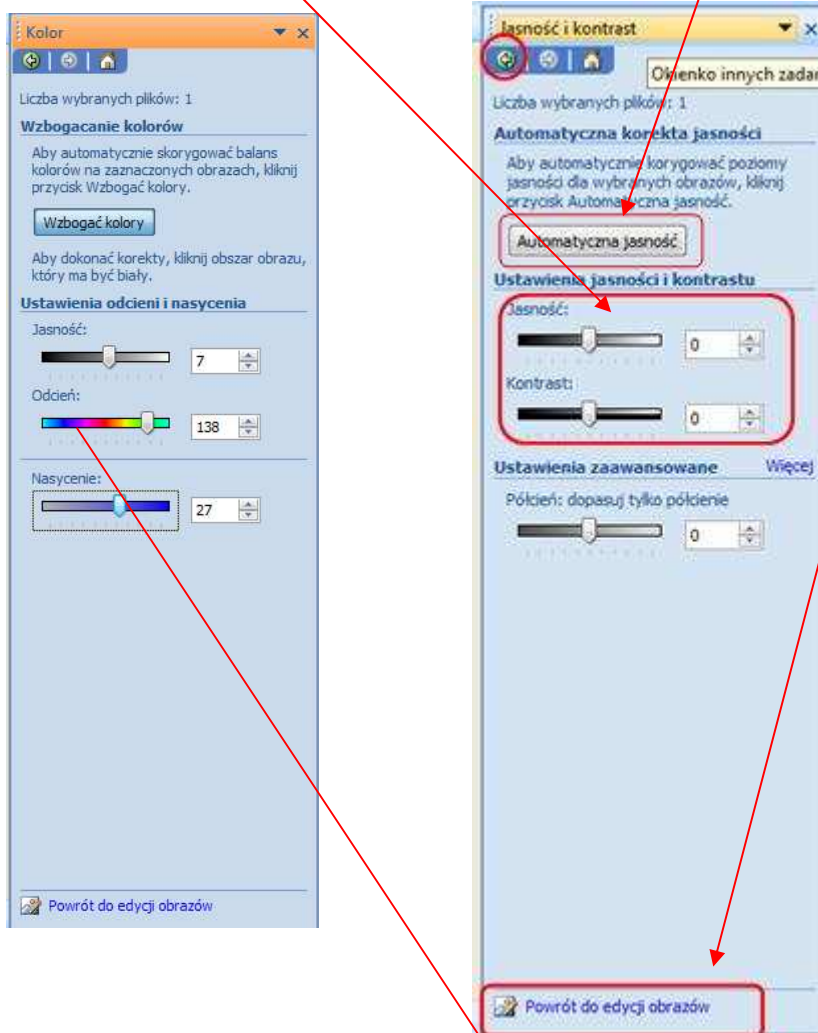 Kolor
Liczba wybranych plików: 1
Wzbogacanie kolorów
Aby automatycznie skorygować balans
kolorów na zaznaczonych obrazach, kliknij
przycisk Wzbogać kolory.
Wzbogać kolory
Aby dokonać korekty, kliknij obszar obrazu,
który ma być biały.
Ustawienia odcieni i nasycenia
Jasność:
7
Odcień:
138
Nasycenie:
27
Powrót do edycji obrazów
Jasność i kontrast
Okienko innych zadań
Liczba wybranych plików: 1
Automatyczna korekta jasności
Aby automatycznie korygować poziomy
jasności dla wybranych obrazów, kliknij
przycisk Automatyczna jasność.
Automatyczna jasność
Ustawienia jasności i kontrastu
Jasność:
0
Kontrast:
0
Ustawienia zaawansowane Więcej
Półcień: dopasuj tylko półcienie
0
Powrót do edycji obrazów